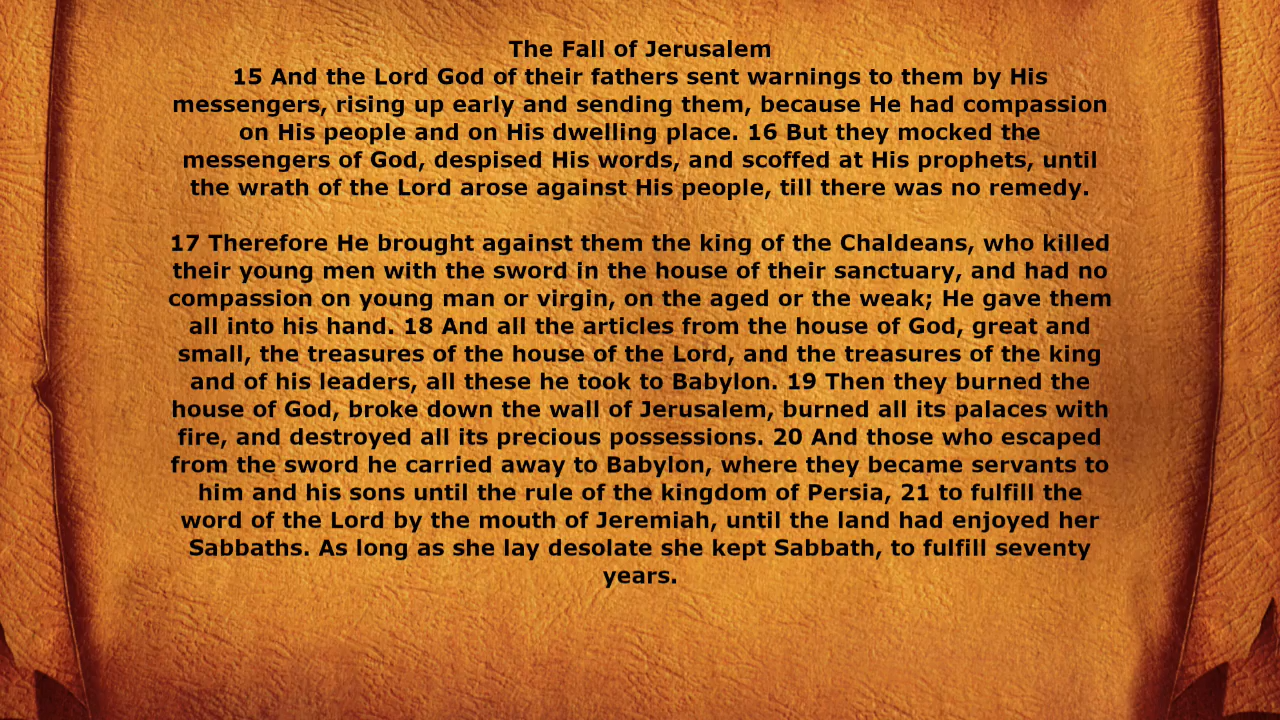 The Fall of Jerusalem
15 And the Lord God of their fathers sent warnings to them by His
messengers, rising up early and sending them, because He had compassion
on His people and on His dwelling place. 16 But they mocked the
messengers of God, despised His words, and scoffed at His prophets, until
the wrath of the Lord arose against His people, till there was no remedy.
17 Therefore He brought against them the king of the Chaldeans, who killed
their young men with the sword in the house of their sanctuary, and had no
compassion on young man or virgin, on the aged or the weak; He gave them
all into his hand. 18 And all the articles from the house of God, great and
small, the treasures of the house of the Lord, and the treasures of the king
and of his leaders, all these he took to Babylon. 19 Then they burned the
house of God, broke down the wall of Jerusalem, burned all its palaces with
fire, and destroyed all its precious possessions. 20 And those who escaped
from the sword he carried away to Babylon, where they became servants to
him and his sons until the rule of the kingdom of Persia, 21 to fulfill the
word of the Lord by the mouth of Jeremiah, until the land had enjoyed her
Sabbaths. As long as she lay desolate she kept Sabbath, to fulfill seventy
years.